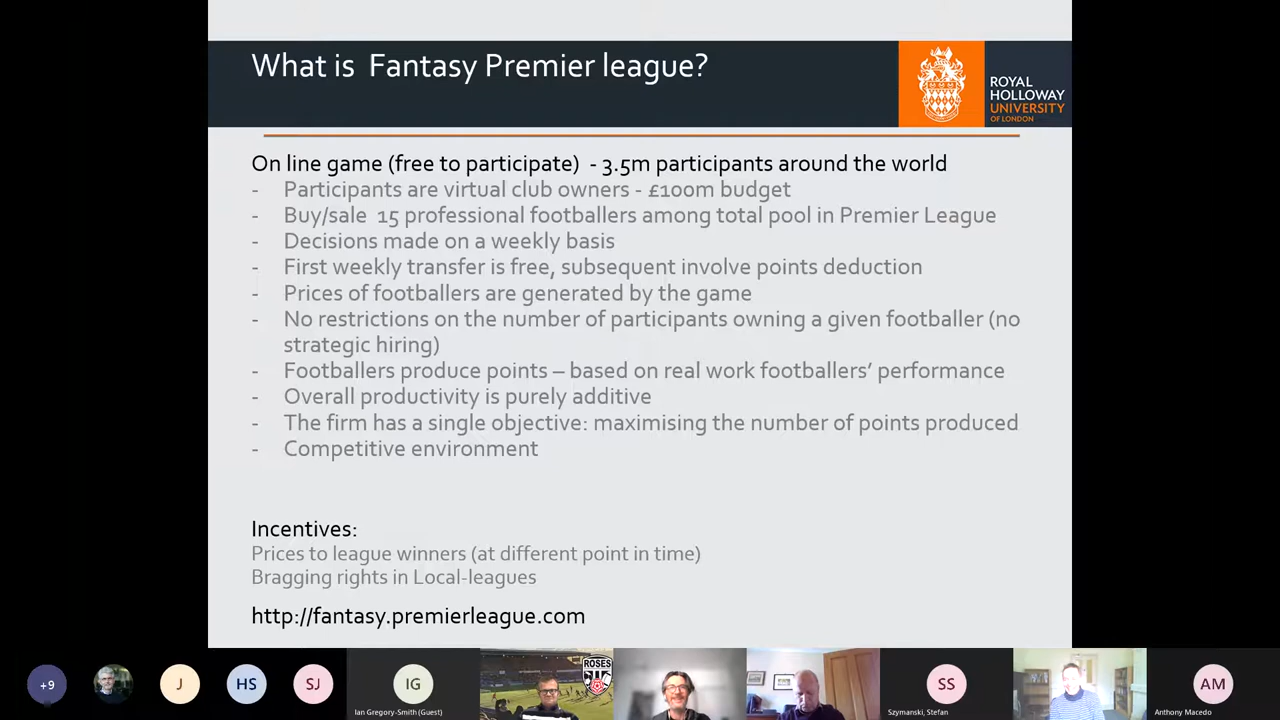 What is  Fantasy Premier league?
ROYAL
HOLLOWAY
UNIVERSITY
OF LONDON
On line game (free to participate)  - 3.5m participants around the world
- Participants are virtual club owners - £100m budget
- Buy/sale  15 professional footballers among total pool in Premier League
- Decisions made on a weekly basis
- First weekly transfer is free, subsequent involve points deduction
- Prices of footballers are generated by the game
- No restrictions on the number of participants owning a given footballer (no
strategic hiring)
- Footballers produce points – based on real work footballers' performance
- Overall productivity is purely additive
- The firm has a single objective: maximising the number of points produced
- Competitive environment
Incentives:
Prices to league winners (at different point in time)
Bragging rights in Local-leagues
http://fantasy.premierleague.com
+9
J
HS
SJ
IG
Ian Gregory-Smith (Guest)
ROSES
SS
Szymanski, Stefan
AM
Anthony Macedo